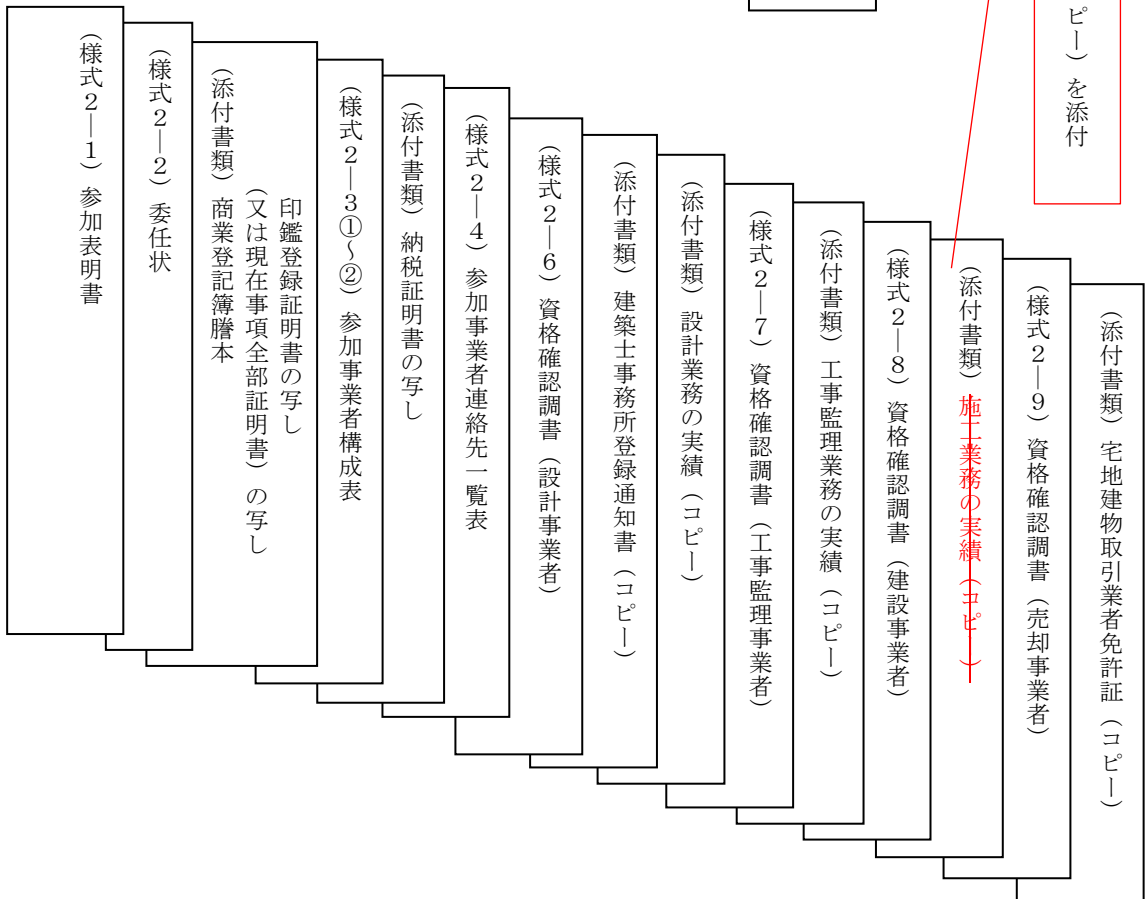 ピー）を添付
（添付書類）宅地建物取引業者免許証（コピー）
（様式２―９）資格確認調書（売却事業者）
（添付書類）施工業務の実績（コピー）
（様式２―８）資格確認調書（建設事業者）
（添付書類）工事監理業務の実績（コピー）
（様式２―７）資格確認調書（工事監理事業者）
（添付書類）設計業務の実績（コピー）
（添付書類）建築士事務所登録通知書（コピー）
（様式２―６）資格確認調書（設計事業者）
（様式２―４）参加事業者連絡先一覧表
（添付書類）納税証明書の写し
（様式２―３①～②）参加事業者構成表
（添付書類）商業登記簿謄本
（又は現在事項全部証明書）の写し
印鑑登録証明書の写し
（様式２―２）委任状
（様式２―１）参加表明書